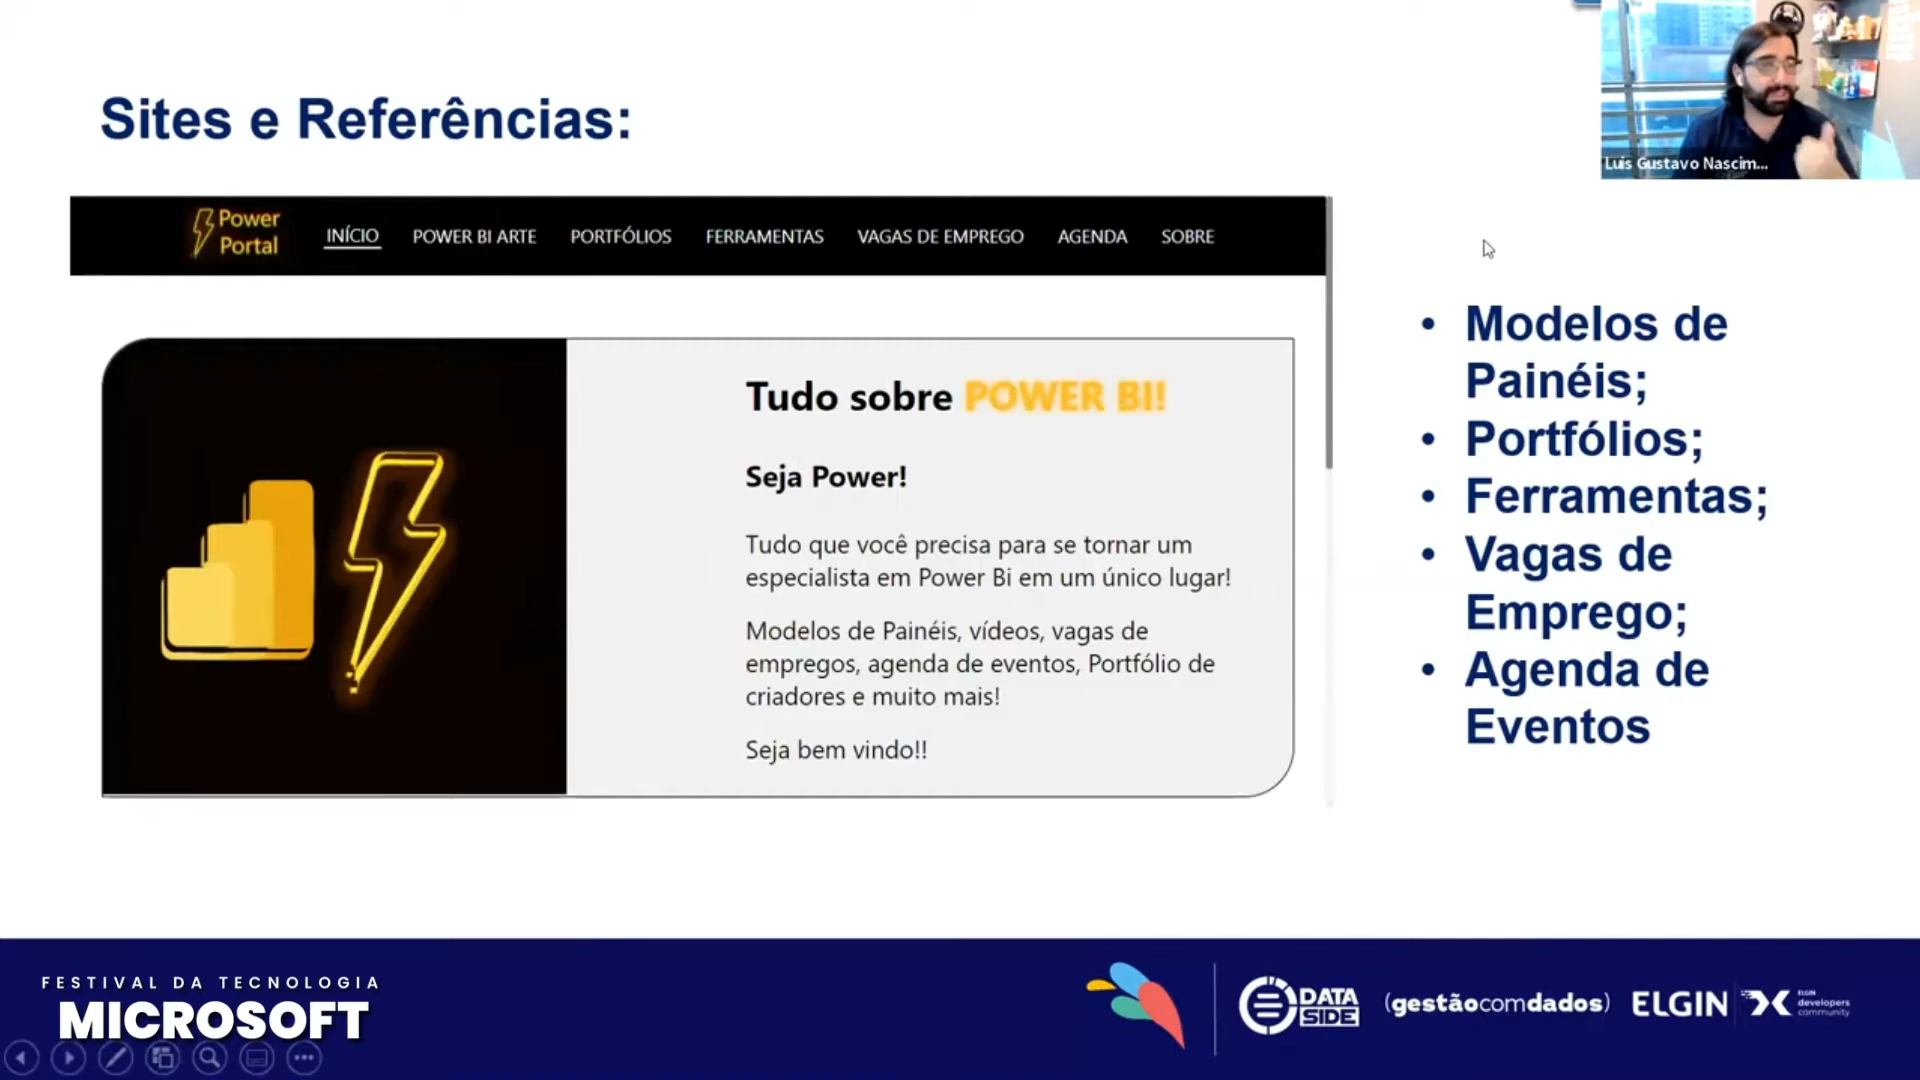 Sites e Referências:
Luis Gustavo Nascim...
Power
Portal
INÍCIO POWER BI ARTE PORTFÓLIOS FERRAMENTAS VAGAS DE EMPREGO AGENDA SOBRE
Tudo sobre POWER BI!
Seja Power!
Tudo que você precisa para se tornar um
especialista em Power Bi em um único lugar!
Modelos de Painéis, vídeos, vagas de
empregos, agenda de eventos, Portfólio de
criadores e muito mais!
Seja bem vindo!!
• Modelos de
Painéis;
• Portfólios;
• Ferramentas;
• Vagas de
Emprego;
• Agenda de
Eventos
FESTIVAL DA TECNOLOGIA
MICROSOFT
DATA
SIDE
(gestãocomdados)
ELGIN
ELGIN
developers
community